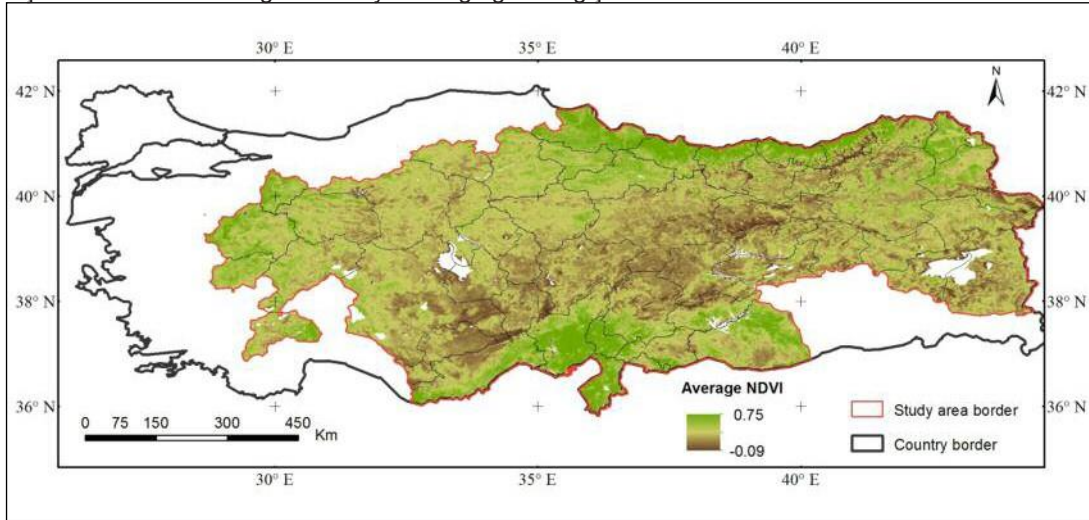 30° E 35° E 40° E
N
42° N 42° N
40° N 40° N
38° N 38° N
36° N 36° N
Average NDVI
0.75
-0.09
Study area border
Country border
0 75 150 300 450
Km
30° E 35° E 40° E